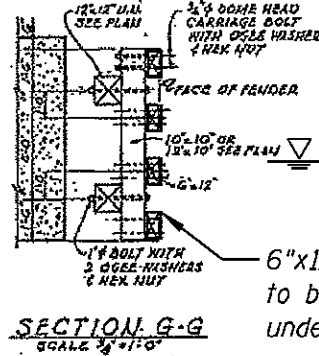 12"x12" U.N.
SEE PLAN
3/4"ϕ DOME HEAD
CARRIAGE BOLT
WITH OGEE WASHER
& HEX NUT
FACE OF FENDER
10"x10" OR
12"x10" SEE PLAN
6"x12"
1"ϕ BOLT WITH
2 OGEE-WASHERS
& HEX NUT
6"x1
to b
unde
SECTION G-G
SCALE 3/4"=1'-0"